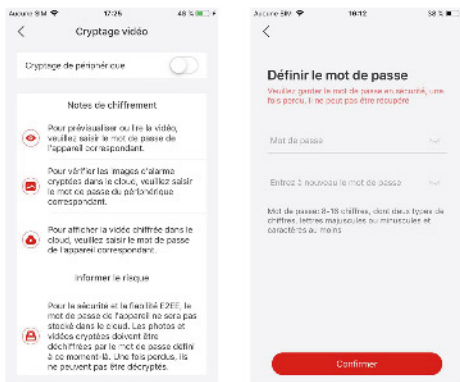 Aucune SIM 17:25 48 %
Cryptage vidéo
Cryptage de périphérique
Notes de chiffrement
Pour prévisualiser ou lire la vidéo,
veuillez saisir le mot de passe de
l'appareil correspondant.
Pour vérifier les images d'alarme
cryptées dans le cloud, veuillez saisir
le mot de passe du périphérique
correspondant.
Pour afficher la vidéo chiffrée dans le
cloud, veuillez saisir le mot de passe
de l'appareil correspondant.
Informer le risque
Pour la sécurité et la fiabilité E2EE, le
mot de passe de l'appareil ne sera pas
stocké dans le cloud. Les photos et
vidéos cryptées doivent être
déchiffrées par le mot de passe défini
à ce moment-là. Une fois perdus, ils
ne peuvent pas être décryptés.
Aucune SIM 16:12 58 %
Définir le mot de passe
Veuillez garder le mot de passe en sécurité, une
fois perdu, il ne peut pas être récupéré
Mot de passe
Entrez à nouveau le mot de passe
Mot de passe: 8-16 chiffres, dont deux types de
chiffres, lettres majuscules ou minuscules et
caractères au moins
Confirmer